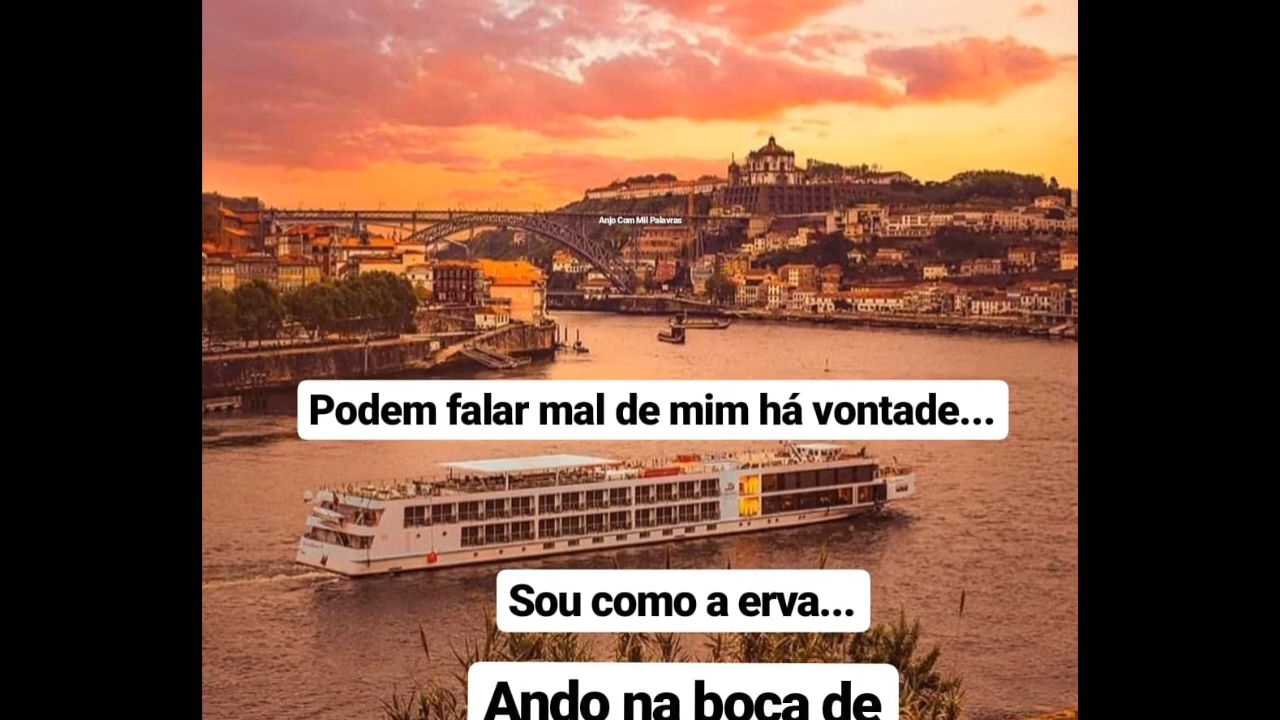 Anjo Com Mil Palavras
Podem falar mal de mim há vontade...
Sou como a erva...
Ando na boca de